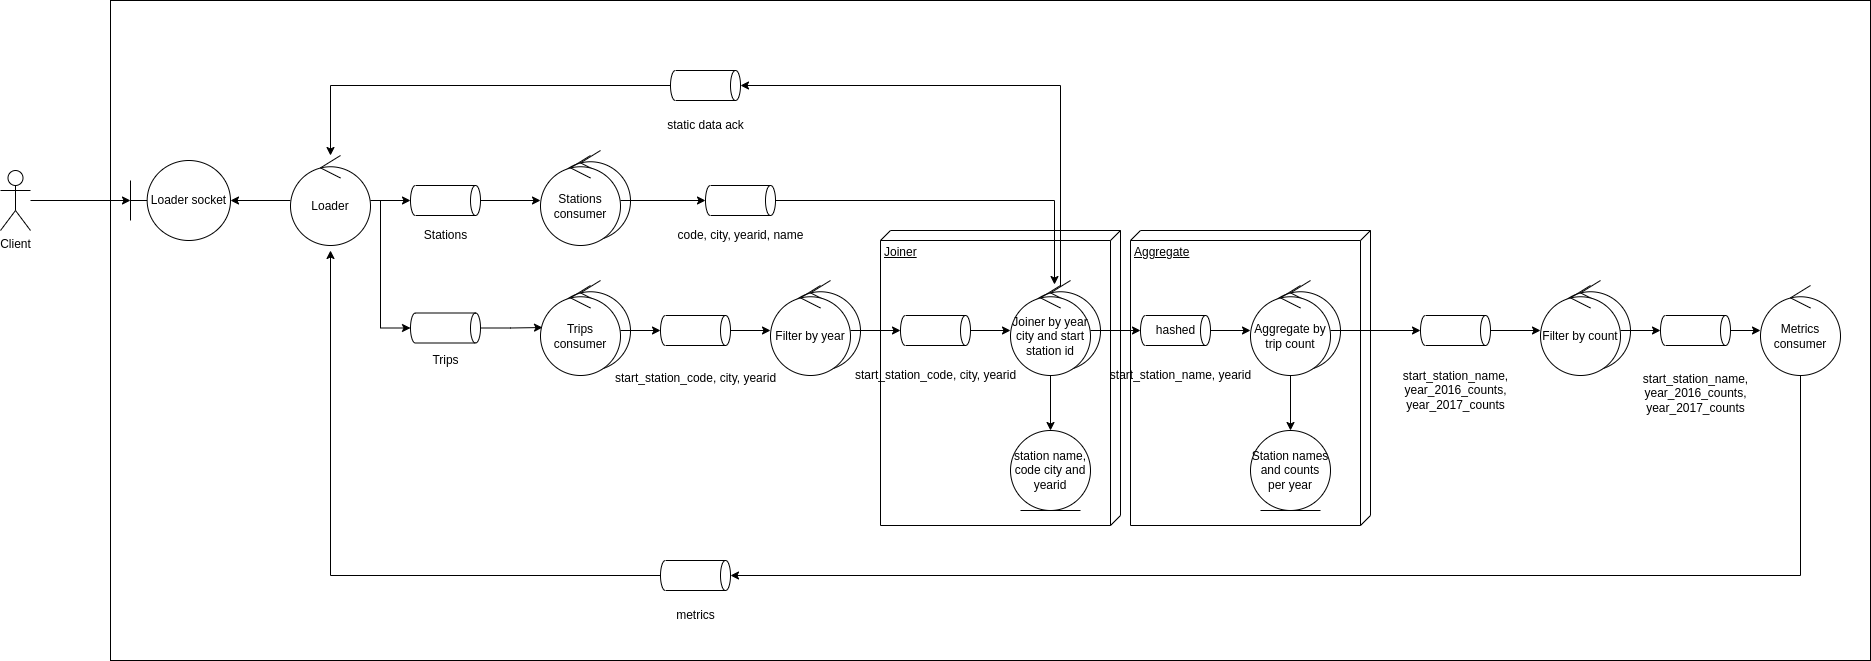 static data ack
Client
Loader socket
Loader
Stations
Stations
consumer
code, city, yearid, name
Joiner
Aggregate
Trips
Trips
consumer
start_station_code, city, yearid
Filter by year
start_station_code, city, yearid
Joiner by year
city and start
station id
hashed
start_station_name, yearid
Aggregate by
trip count
start_station_name,
year_2016_counts,
year_2017_counts
Filter by count
start_station_name,
year_2016_counts,
year_2017_counts
Metrics
consumer
station name,
code city and
yearid
Station names
and counts
per year
metrics